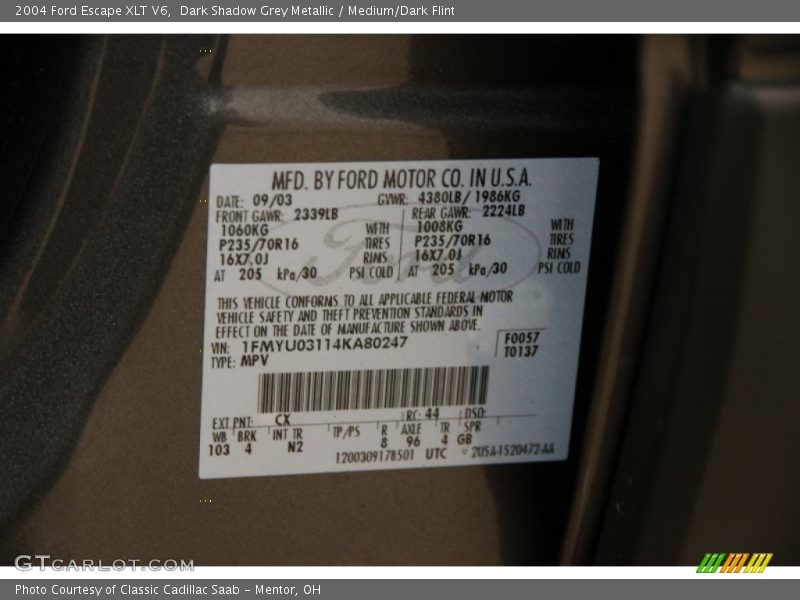 2004 Ford Escape XLT V6,  Dark Shadow Grey Metallic / Medium/Dark Flint
MFD. BY FORD MOTOR CO. IN U.S.A.
DATE: 09/03 GVWR: 4380LB/ 1986KG
FRONT GAWR: 2339LB REAR GAWR: 2224LB
1060KG WITH 1008KG WITH
P235/70R16 TIRES P235/70R16 TIRES
16X7.0J RIMS 16X7.0J RIMS
AT 205 kPa/30 PSI COLD AT 205 kPa/30 PSI COLD
THIS VEHICLE CONFORMS TO ALL APPLICABLE FEDERAL MOTOR
VEHICLE SAFETY AND THEFT PREVENTION STANDARDS IN
EFFECT ON THE DATE OF MANUFACTURE SHOWN ABOVE.
VIN: 1FMYU03114KA80247 F0057
TYPE: MPV T0137
EXT PNT: CX RC: 44 DSO:
WB BRK INT TR TP/PS R AXLE TR SPR
103 4 N2 8 96 4 GB
1200309178501 UTC 2U5A-1520472-AA
GTCARLOT.COM
Photo Courtesy of Classic Cadillac Saab – Mentor, OH